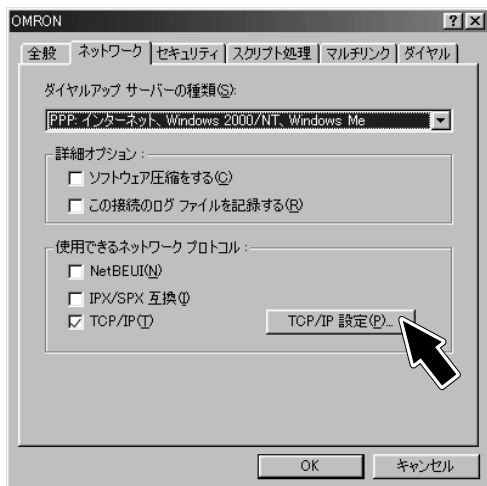 OMRON
全般 ネットワーク セキュリティ スクリプト処理 マルチリンク ダイヤル
ダイヤルアップ サーバーの種類(S):
PPP: インターネット、Windows 2000/NT、Windows Me
詳細オプション :
ソフトウェア圧縮をする(C)
この接続のログ ファイルを記録する(R)
使用できるネットワーク プロトコル :
NetBEUI(N)
IPX/SPX 互換(I)
TCP/IP(T) TCP/IP 設定(P)...
OK キャンセル